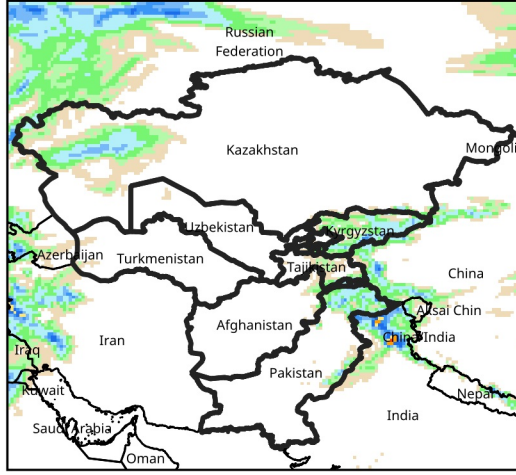 Russian
Federation
Kazakhstan
Mongoli
Uzbekistan
Kyrgyzstan
Azerbaijan
Turkmenistan
Tajikistan
China
Afghanistan
Aksai Chin
Iran
China/India
Iraq
Pakistan
Kuwait
Nepal
India
Saudi Arabia
Oman